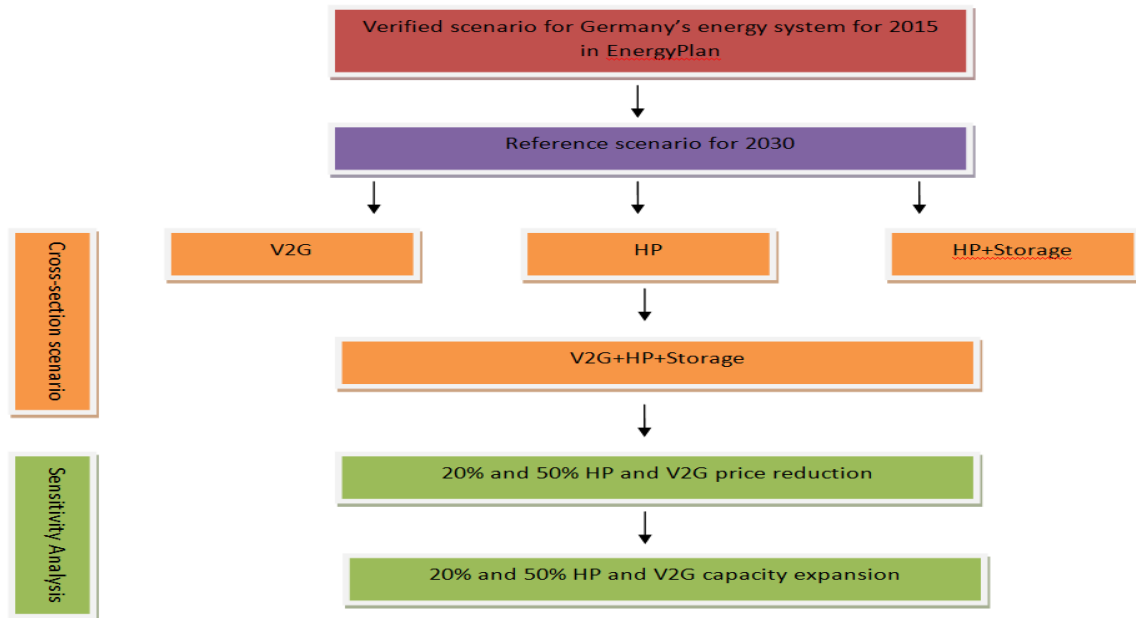 Verified scenario for Germany’s energy system for 2015
in EnergyPlan
Reference scenario for 2030
Cross-section scenario
V2G
HP
HP+Storage
V2G+HP+Storage
Sensitivity Analysis
20% and 50% HP and V2G price reduction
20% and 50% HP and V2G capacity expansion